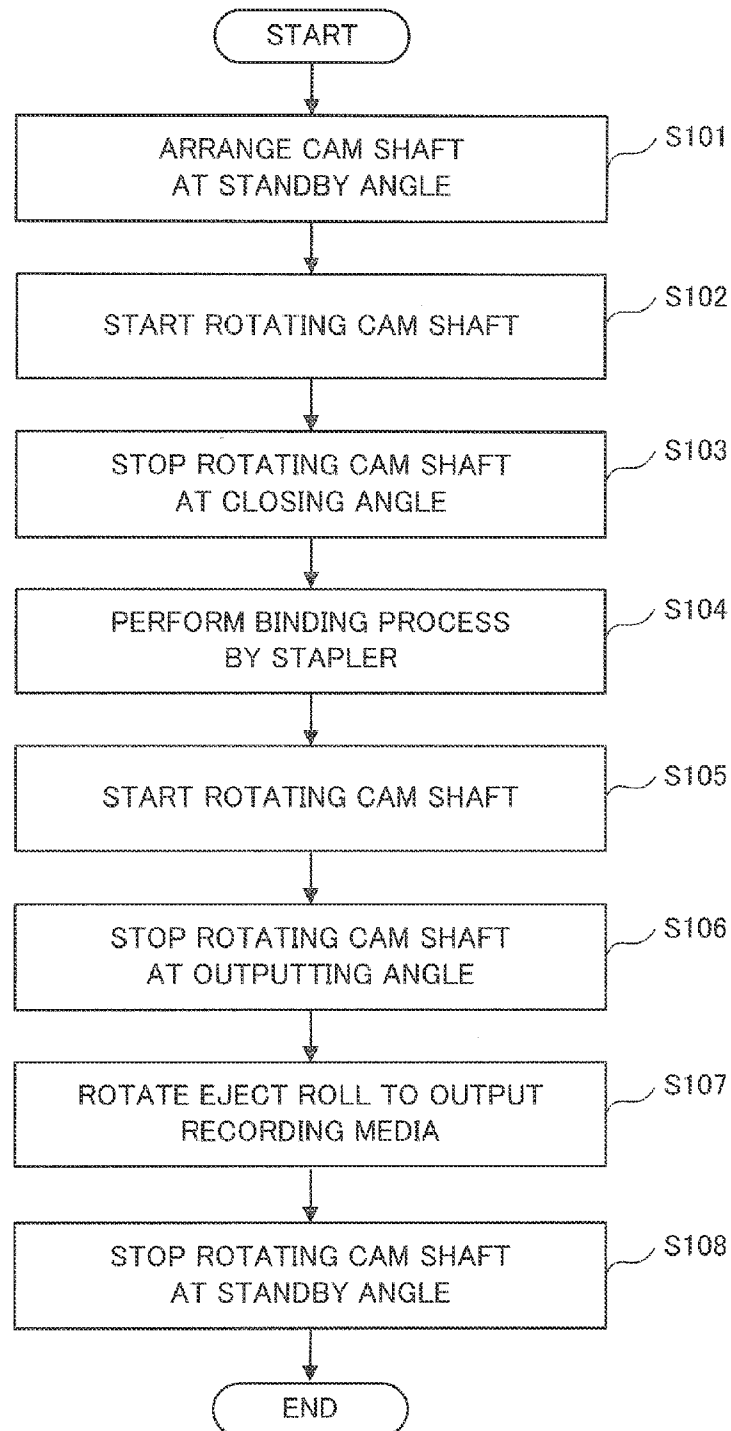 START
ARRANGE CAM SHAFT
AT STANDBY ANGLE
S101
START ROTATING CAM SHAFT
S102
STOP ROTATING CAM SHAFT
AT CLOSING ANGLE
S103
PERFORM BINDING PROCESS
BY STAPLER
S104
START ROTATING CAM SHAFT
S105
STOP ROTATING CAM SHAFT
AT OUTPUTTING ANGLE
S106
ROTATE EJECT ROLL TO OUTPUT
RECORDING MEDIA
S107
STOP ROTATING CAM SHAFT
AT STANDBY ANGLE
S108
END